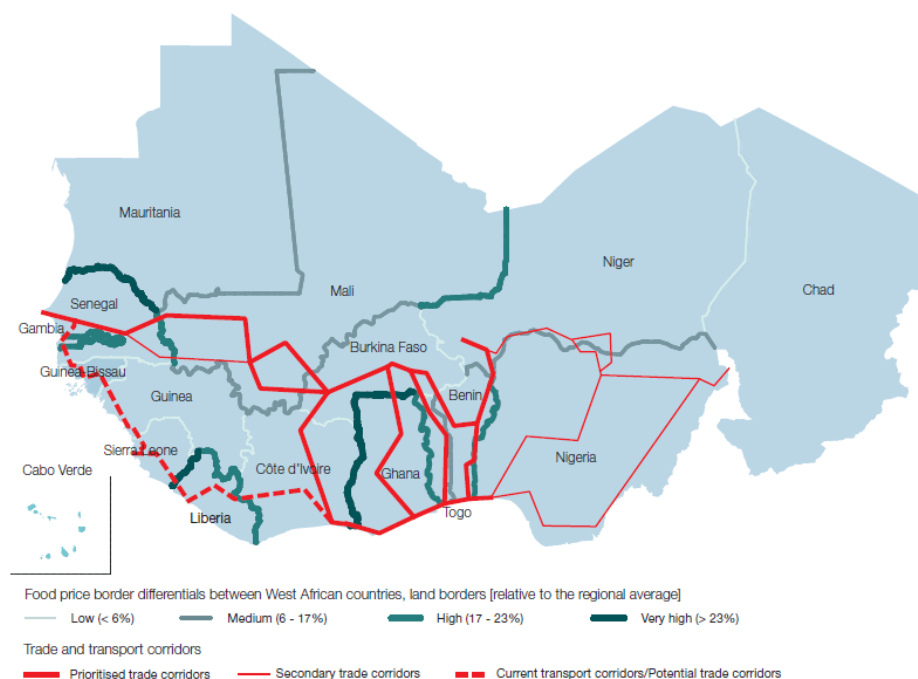 Mauritania
Niger
Mali
Chad
Senegal
Gambia
Burkina Faso
Guinea-Bissau
Benin
Guinea
Sierra Leone
Nigeria
Cabo Verde
Côte d'Ivoire
Ghana
Togo
Liberia
Food price border differentials between West African countries, land borders [relative to the regional average]
Low (< 6%) Medium (6 - 17%) High (17 - 23%) Very high (> 23%)
Trade and transport corridors
Prioritised trade corridors Secondary trade corridors Current transport corridors/Potential trade corridors